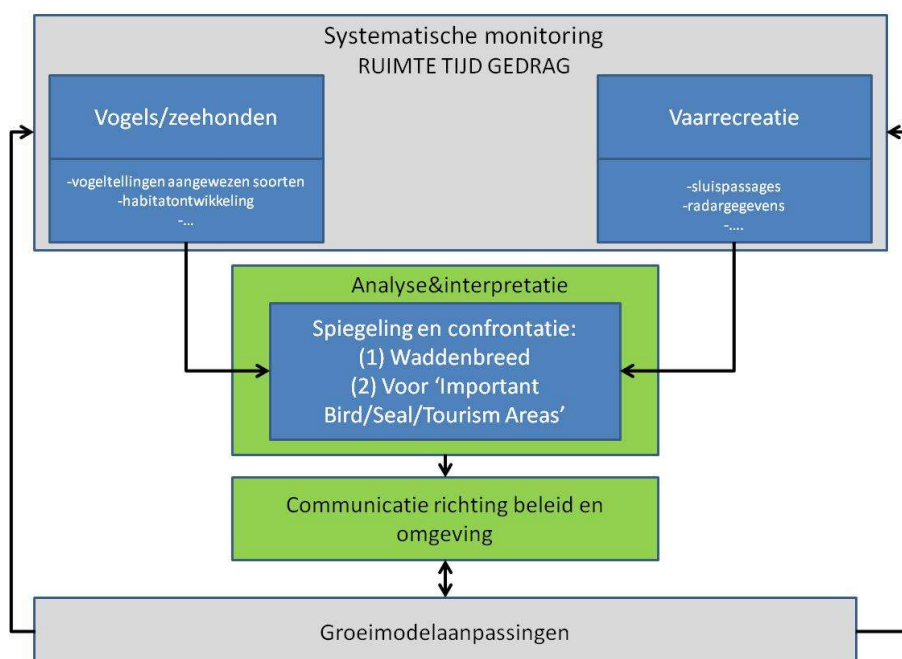 Systematische monitoring
RUIMTE TIJD GEDRAG
Vogels/zeehonden
-vogeltellingen aangewezen soorten
-habitatontwikkeling
-...
Vaarrecreatie
-sluispassages
-radargegevens
-....
Analyse&interpretatie
Spiegeling en confrontatie:
(1) Waddenbreed
(2) Voor ‘Important
Bird/Seal/Tourism Areas’
Communicatie richting beleid en
omgeving
Groeimodelaanpassingen